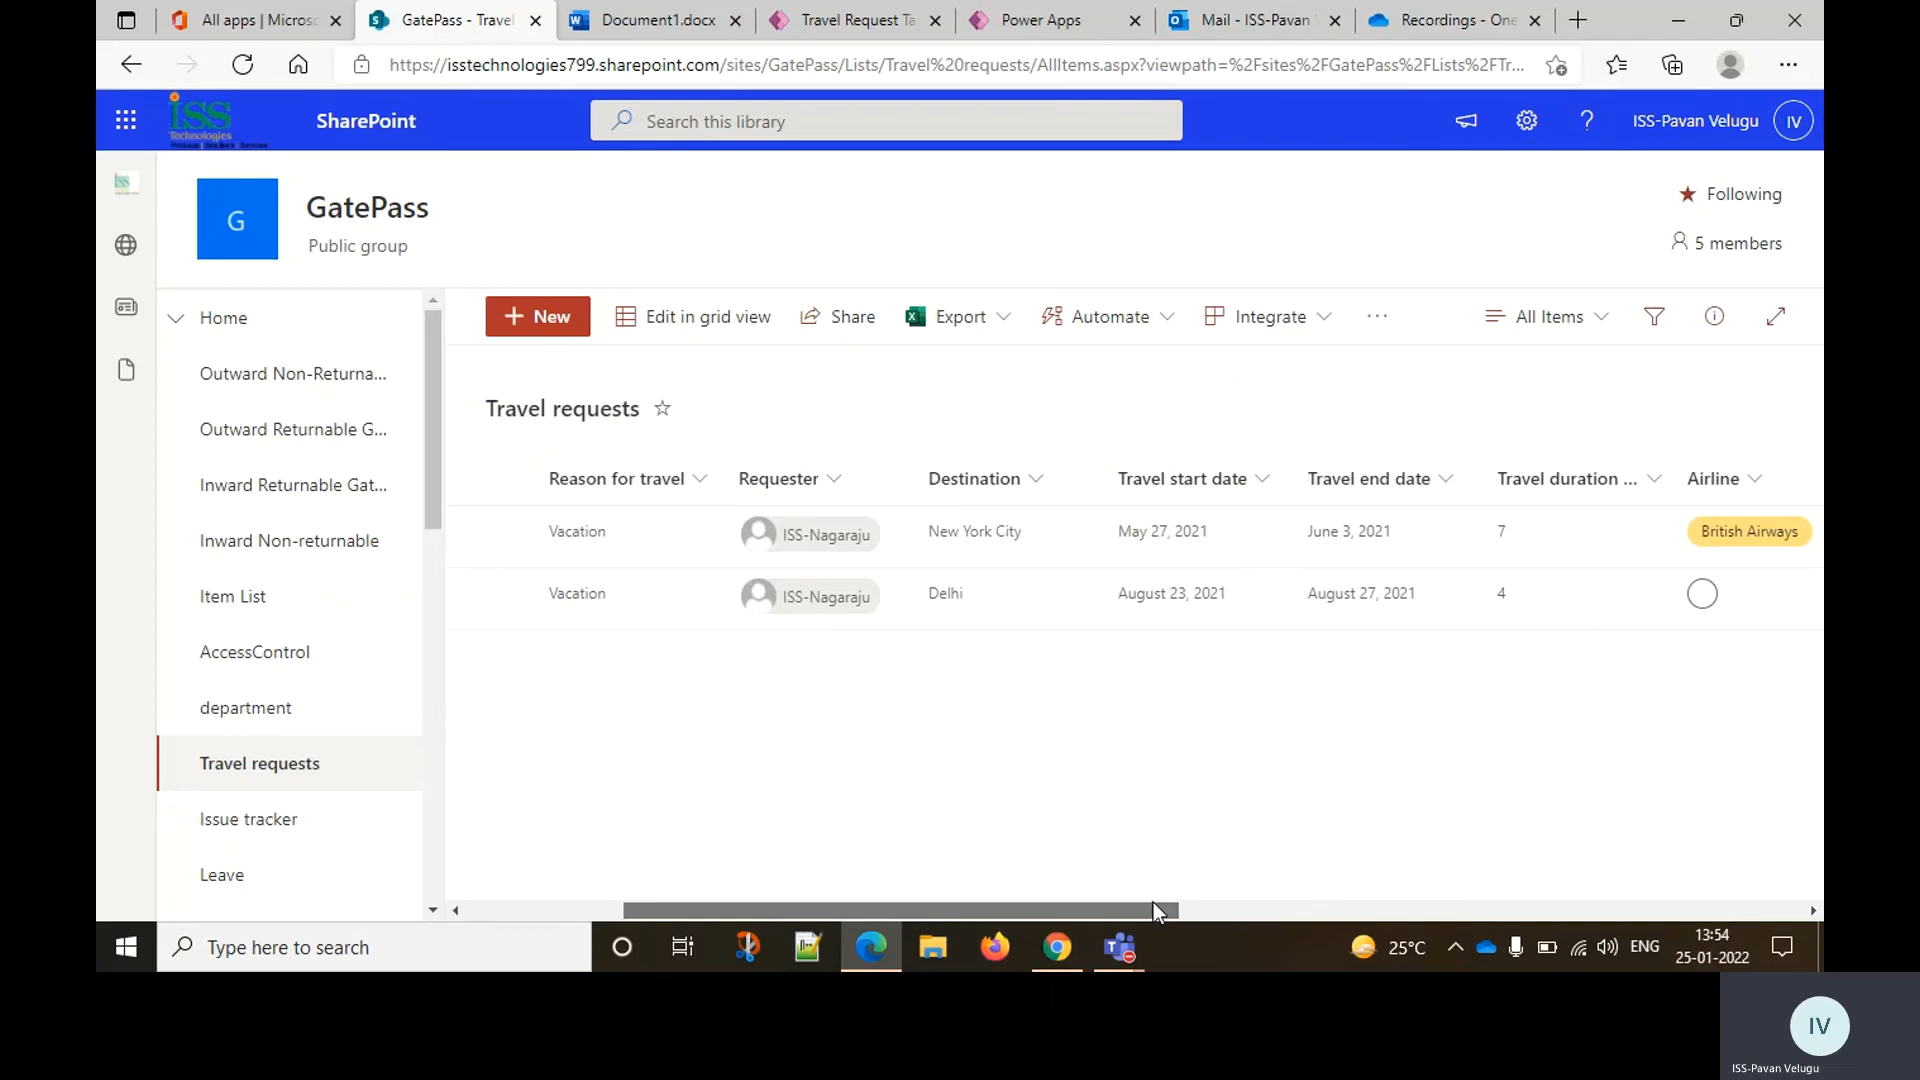 All apps | Micros
GatePass - Travel
Document1.docx
Travel Request Ta
Power Apps
Mail - ISS-Pavan
Recordings - One
https://isstechnologies799.sharepoint.com/sites/GatePass/Lists/Travel%20requests/AllItems.aspx?viewpath=%2Fsites%2FGatePass%2FLists%2FTr...
ISS
Technologies
SharePoint
Search this library
ISS-Pavan Velugu
IV
G
GatePass
Public group
Following
5 members
Home
Outward Non-Returna...
Outward Returnable G...
Inward Returnable Gat...
Inward Non-returnable
Item List
AccessControl
department
Travel requests
Issue tracker
Leave
New
Edit in grid view
Share
Export
Automate
Integrate
...
All Items
Travel requests
Reason for travel Requester Destination Travel start date Travel end date Travel duration ... Airline
Vacation ISS-Nagaraju New York City May 27, 2021 June 3, 2021 7 British Airways
Vacation ISS-Nagaraju Delhi August 23, 2021 August 27, 2021 4
Type here to search
25°C
ENG
13:54
25-01-2022
IV
ISS-Pavan Velugu